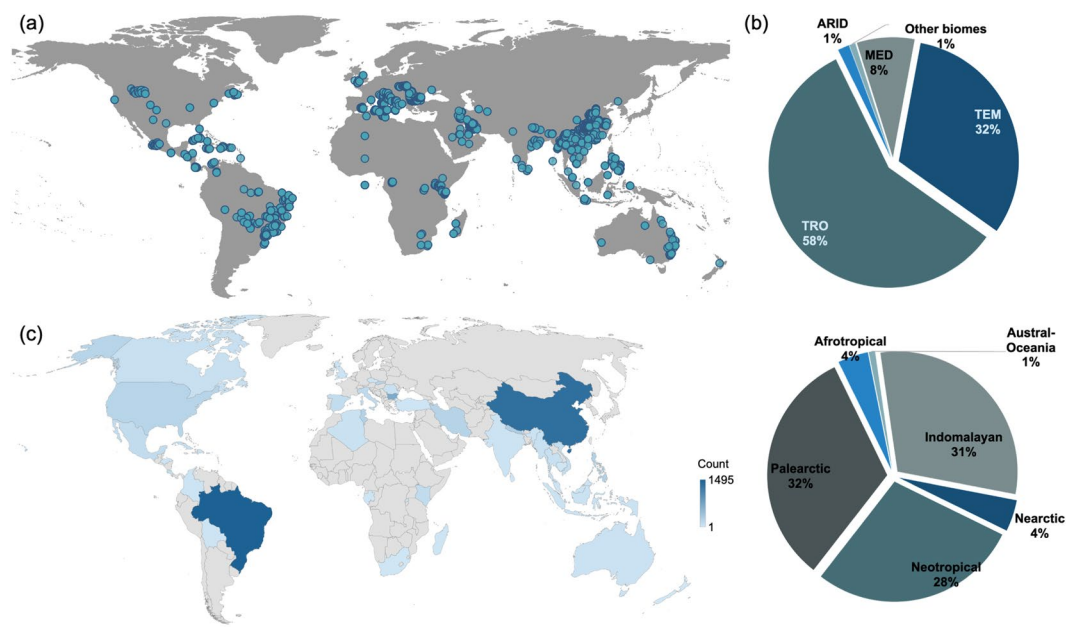 (a)
(b)
ARID
1%
Other biomes
1%
MED
8%
TEM
32%
TRO
58%
(c)
Count
1495
1
Afrotropical
4%
Austral-
Oceania
1%
Indomalayan
31%
Palearctic
32%
Nearctic
4%
Neotropical
28%